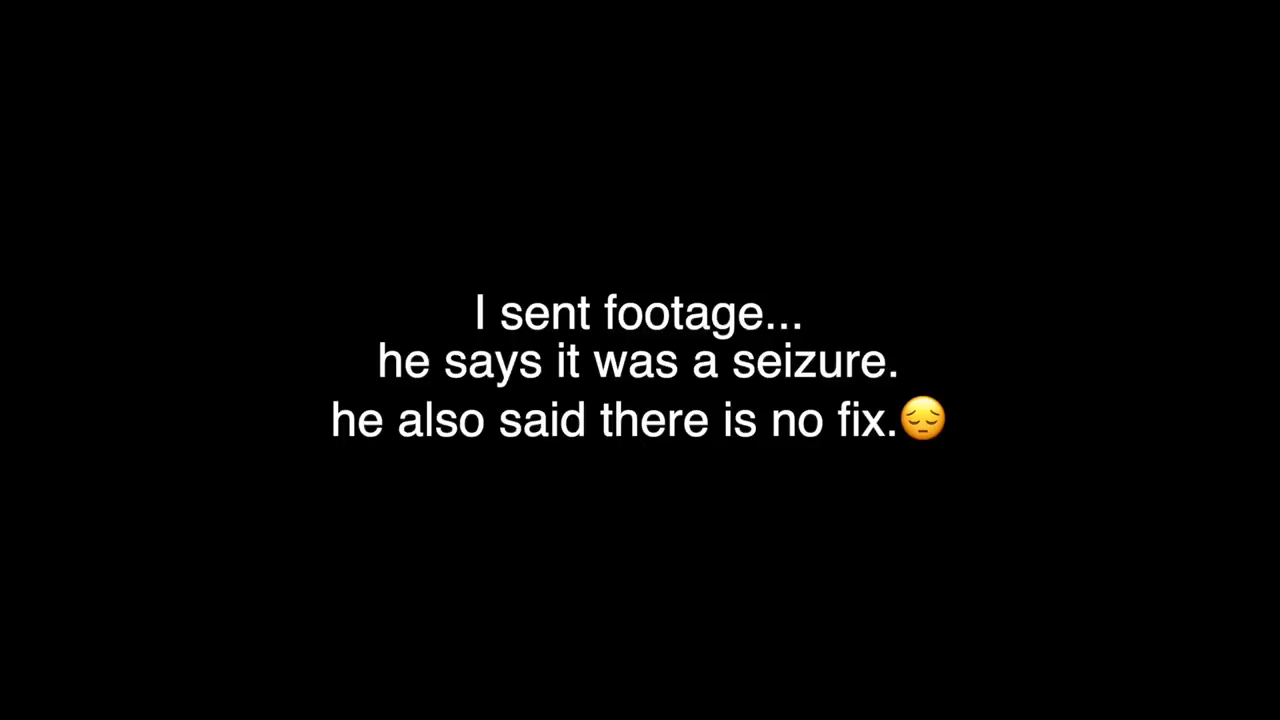 I sent footage...
he says it was a seizure.
he also said there is no fix.😔